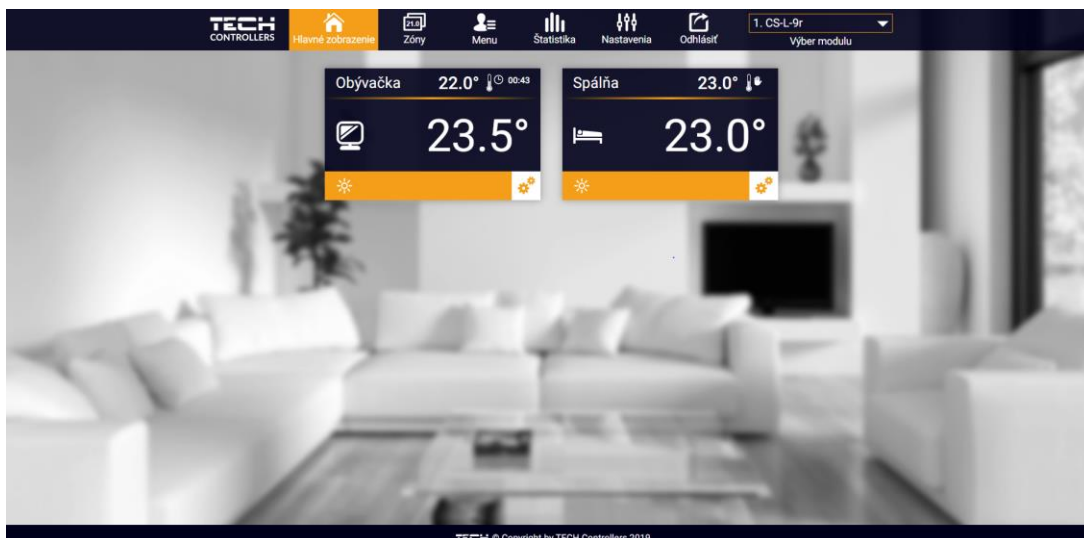 TECH
CONTROLLERS
Hlavné zobrazenie
21.0
Zóny
Menu
Štatistika
Nastavenia
Odhlásiť
1. CS-L-9r
Výber modulu
Obývačka 22.0° 00:43
23.5°
Spálňa 23.0°
23.0°
TECH © Copyright by TECH Controllers 2019